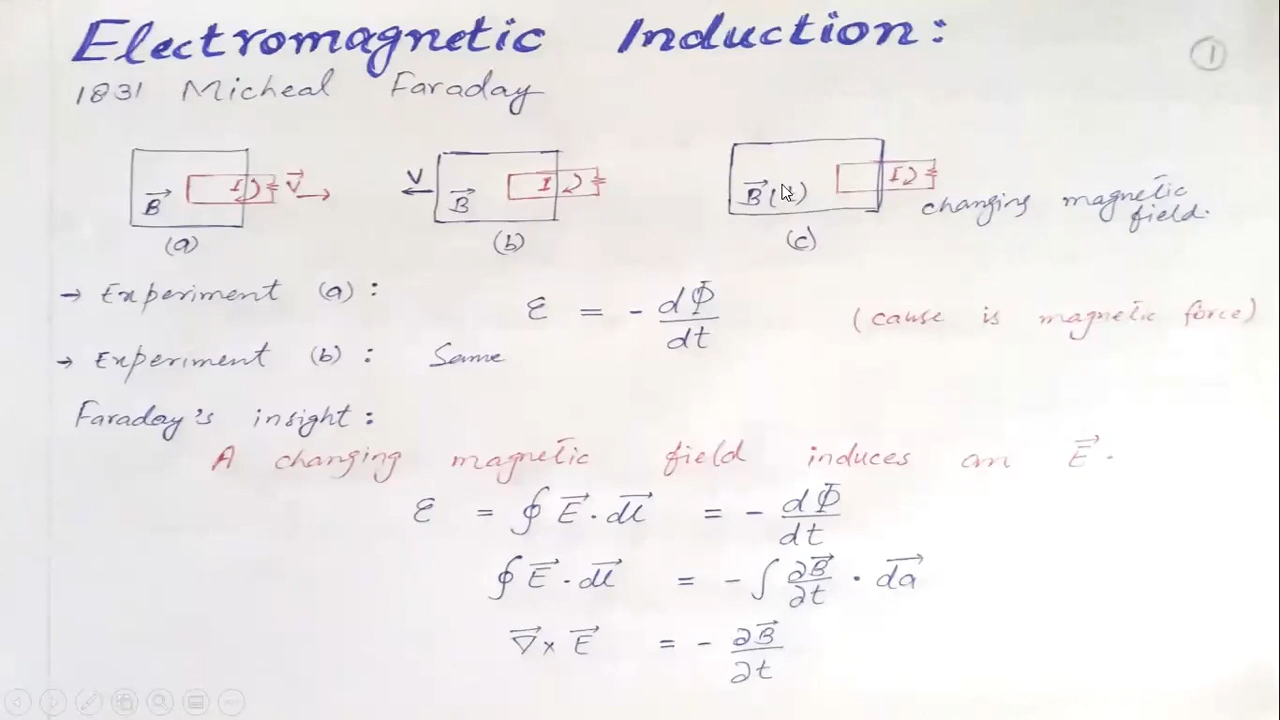 Electromagnetic Induction:
①
1831 Micheal Faraday
B⃗ I V⃗
V B⃗ I
B⃗(t) I changing magnetic
field.
(a) (b) (c)
→ Experiment (a) : ε = - dΦ/dt (cause is magnetic force)
→ Experiment (b) : Same
Faraday's insight :
A changing magnetic field induces an E⃗.
ε = ∮ E⃗ . dl⃗ = - dΦ/dt
∮ E⃗ . dl⃗ = - ∫ ∂B⃗/∂t . da⃗
∇⃗ × E⃗ = - ∂B⃗/∂t